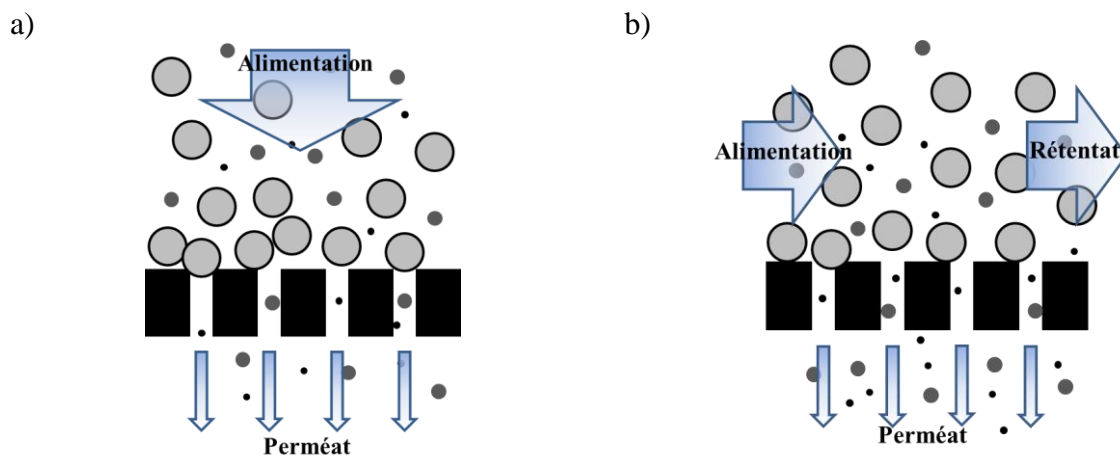 a)
Alimentation
Perméat
b)
Alimentation
Rétentat
Perméat